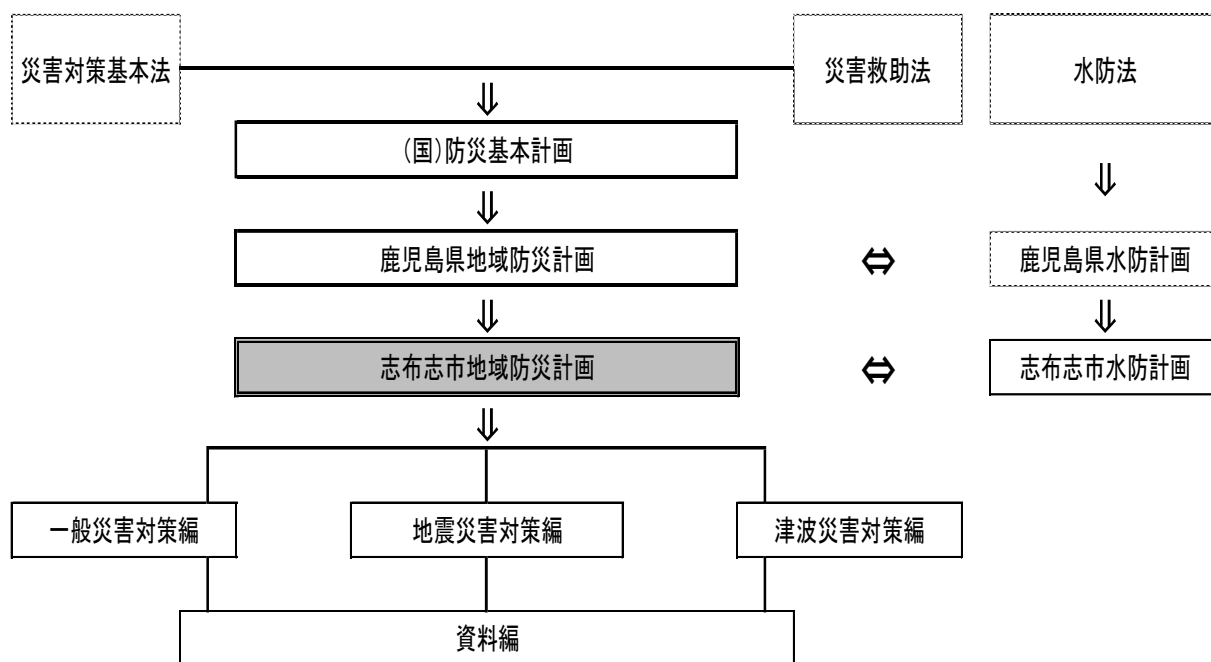 災害対策基本法
災害救助法
水防法
⇓
(国)防災基本計画
⇓
⇓
鹿児島県地域防災計画
⇔
鹿児島県水防計画
⇓
⇓
志布志市地域防災計画
⇔
志布志市水防計画
⇓
一般災害対策編
地震災害対策編
津波災害対策編
資料編